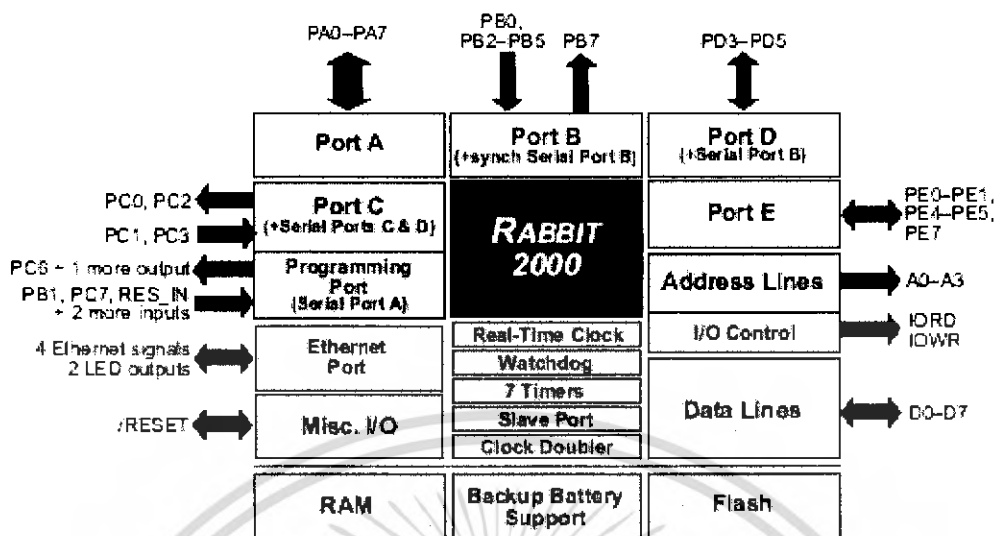 PA0–PA7
PB0,
PB2–PB5
PB7
PD3–PD5
Port A
Port B
(+synch Serial Port B)
Port D
(+Serial Port B)
PC0, PC2
PC1, PC3
Port C
(+Serial Ports C & D)
RABBIT
2000
Port E
PE0–PE1,
PE4–PE5,
PE7
PC6 + 1 more output
PB1, PC7, RES_IN
+ 2 more inputs
Programming
Port
(Serial Port A)
Address Lines
A0–A3
4 Ethernet signals
2 LED outputs
Ethernet
Port
Real-Time Clock
Watchdog
7 Timers
Slave Port
Clock Doubler
I/O Control
IORD
IOWR
/RESET
Misc. I/O
Data Lines
D0–D7
RAM
Backup Battery
Support
Flash